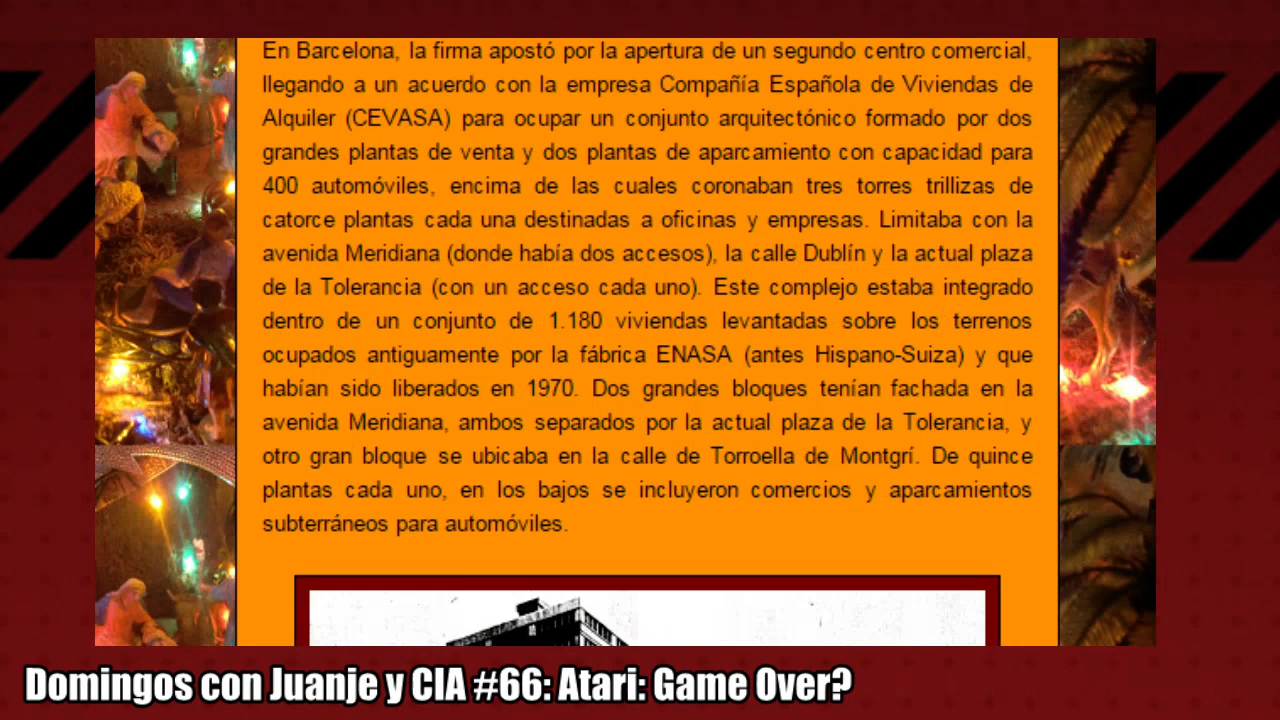 En Barcelona, la firma apostó por la apertura de un segundo centro comercial,
llegando a un acuerdo con la empresa Compañía Española de Viviendas de
Alquiler (CEVASA) para ocupar un conjunto arquitectónico formado por dos
grandes plantas de venta y dos plantas de aparcamiento con capacidad para
400 automóviles, encima de las cuales coronaban tres torres trillizas de
catorce plantas cada una destinadas a oficinas y empresas. Limitaba con la
avenida Meridiana (donde había dos accesos), la calle Dublín y la actual plaza
de la Tolerancia (con un acceso cada uno). Este complejo estaba integrado
dentro de un conjunto de 1.180 viviendas levantadas sobre los terrenos
ocupados antiguamente por la fábrica ENASA (antes Hispano-Suiza) y que
habían sido liberados en 1970. Dos grandes bloques tenían fachada en la
avenida Meridiana, ambos separados por la actual plaza de la Tolerancia, y
otro gran bloque se ubicaba en la calle de Torroella de Montgrí. De quince
plantas cada uno, en los bajos se incluyeron comercios y aparcamientos
subterráneos para automóviles.
Domingos con Juanje y CIA #66: Atari: Game Over?